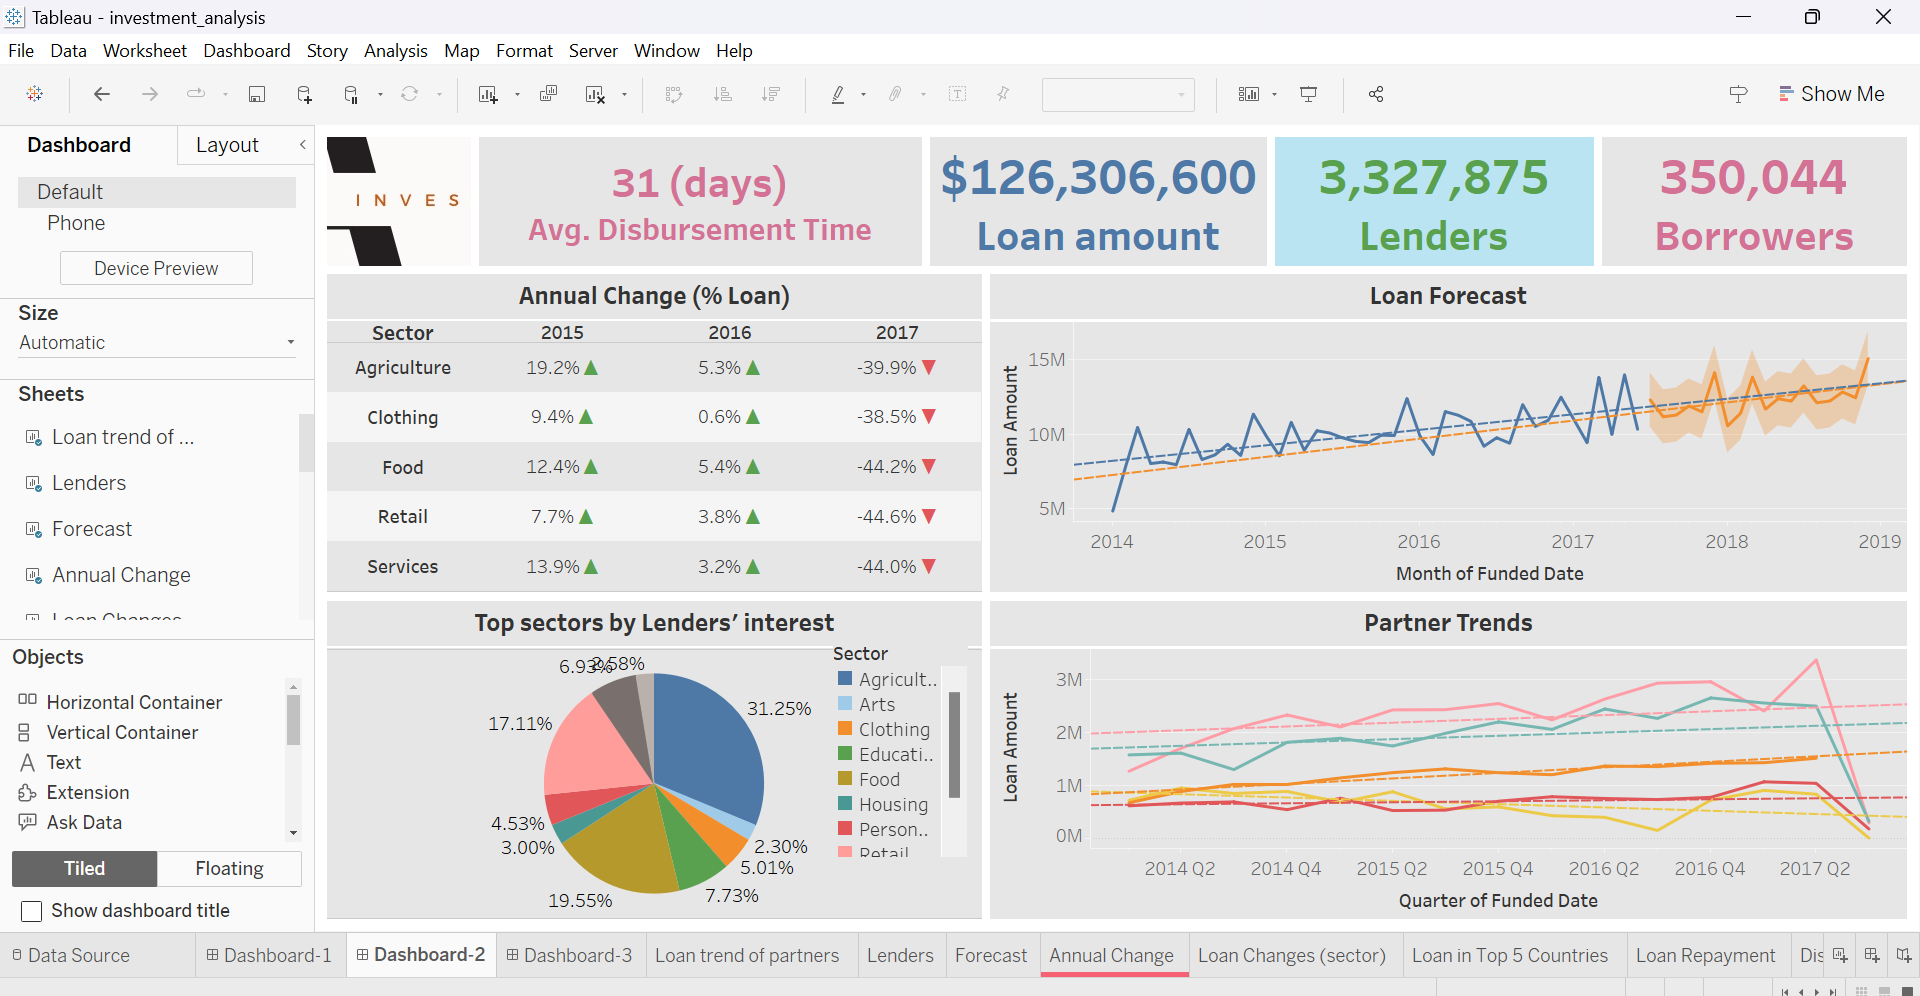 Tableau - investment_analysis
File Data Worksheet Dashboard Story Analysis Map Format Server Window Help
Show Me
Dashboard Layout
Default
Phone
Device Preview
Size
Automatic
Sheets
Loan trend of ...
Lenders
Forecast
Annual Change
Loan Changes
Objects
Horizontal Container
Vertical Container
Text
Extension
Ask Data
Tiled Floating
Show dashboard title
INVES
31 (days)
Avg. Disbursement Time
$126,306,600
Loan amount
3,327,875
Lenders
350,044
Borrowers
Annual Change (% Loan)
Sector 2015 2016 2017
Agriculture 19.2% ▲ 5.3% ▲ -39.9% ▼
Clothing 9.4% ▲ 0.6% ▲ -38.5% ▼
Food 12.4% ▲ 5.4% ▲ -44.2% ▼
Retail 7.7% ▲ 3.8% ▲ -44.6% ▼
Services 13.9% ▲ 3.2% ▲ -44.0% ▼
Loan Forecast
Loan Amount
15M
10M
5M
2014 2015 2016 2017 2018 2019
Month of Funded Date
Top sectors by Lenders’ interest
6.93% 2.58%
31.25%
17.11%
4.53%
3.00%
2.30%
5.01%
7.73%
19.55%
Sector
Agricult..
Arts
Clothing
Educati..
Food
Housing
Person..
Retail
Partner Trends
Loan Amount
3M
2M
1M
0M
2014 Q2 2014 Q4 2015 Q2 2015 Q4 2016 Q2 2016 Q4 2017 Q2
Quarter of Funded Date
Data Source Dashboard-1 Dashboard-2 Dashboard-3 Loan trend of partners Lenders Forecast Annual Change Loan Changes (sector) Loan in Top 5 Countries Loan Repayment Dis